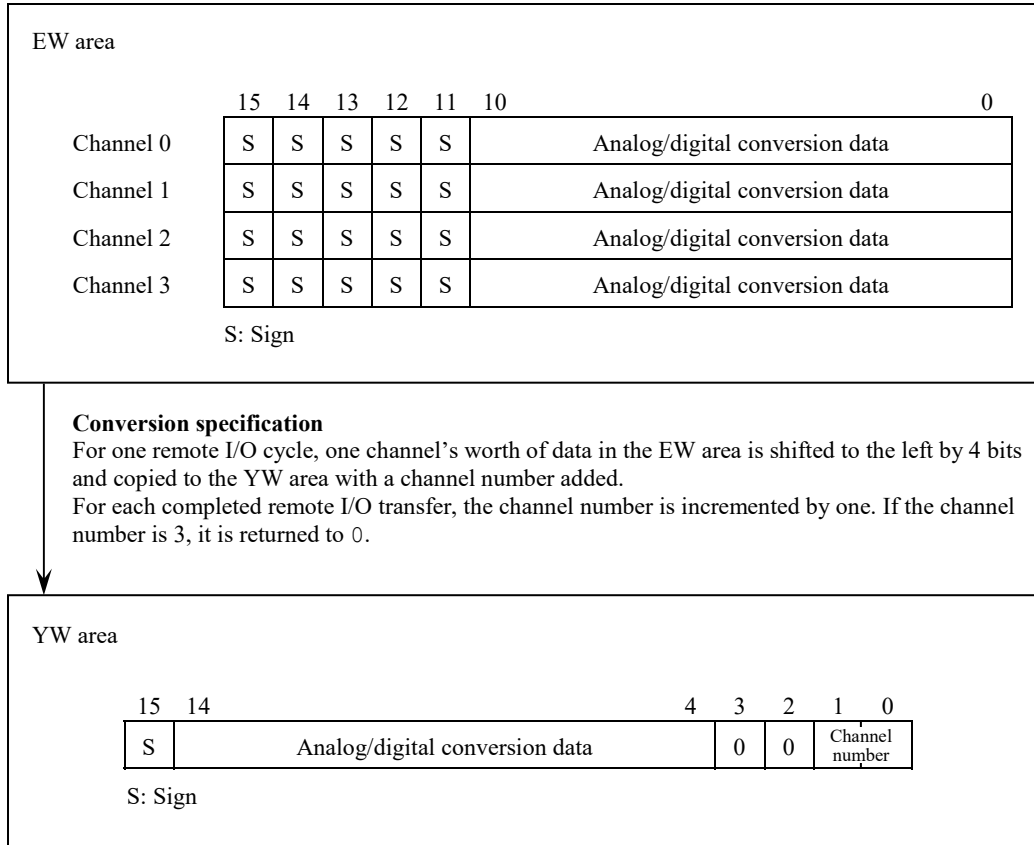 EW area
15 14 13 12 11 10 0
Channel 0 S S S S S Analog/digital conversion data
Channel 1 S S S S S Analog/digital conversion data
Channel 2 S S S S S Analog/digital conversion data
Channel 3 S S S S S Analog/digital conversion data
S: Sign
Conversion specification
For one remote I/O cycle, one channel's worth of data in the EW area is shifted to the left by 4 bits
and copied to the YW area with a channel number added.
For each completed remote I/O transfer, the channel number is incremented by one. If the channel
number is 3, it is returned to 0.
YW area
15 14 4 3 2 1 0
S Analog/digital conversion data 0 0 Channel
number
S: Sign